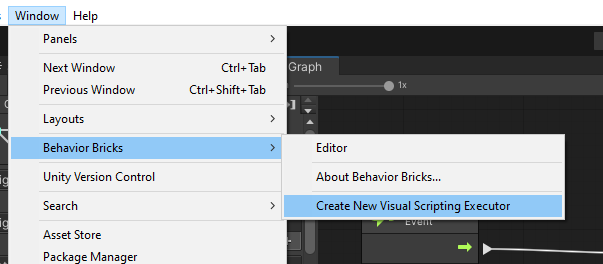 Window Help
Panels
Next Window Ctrl+Tab
Graph
1x
Previous Window Ctrl+Shift+Tab
Layouts
Behavior Bricks
Editor
Unity Version Control
About Behavior Bricks...
Search
Create New Visual Scripting Executor
Event
Asset Store
Package Manager